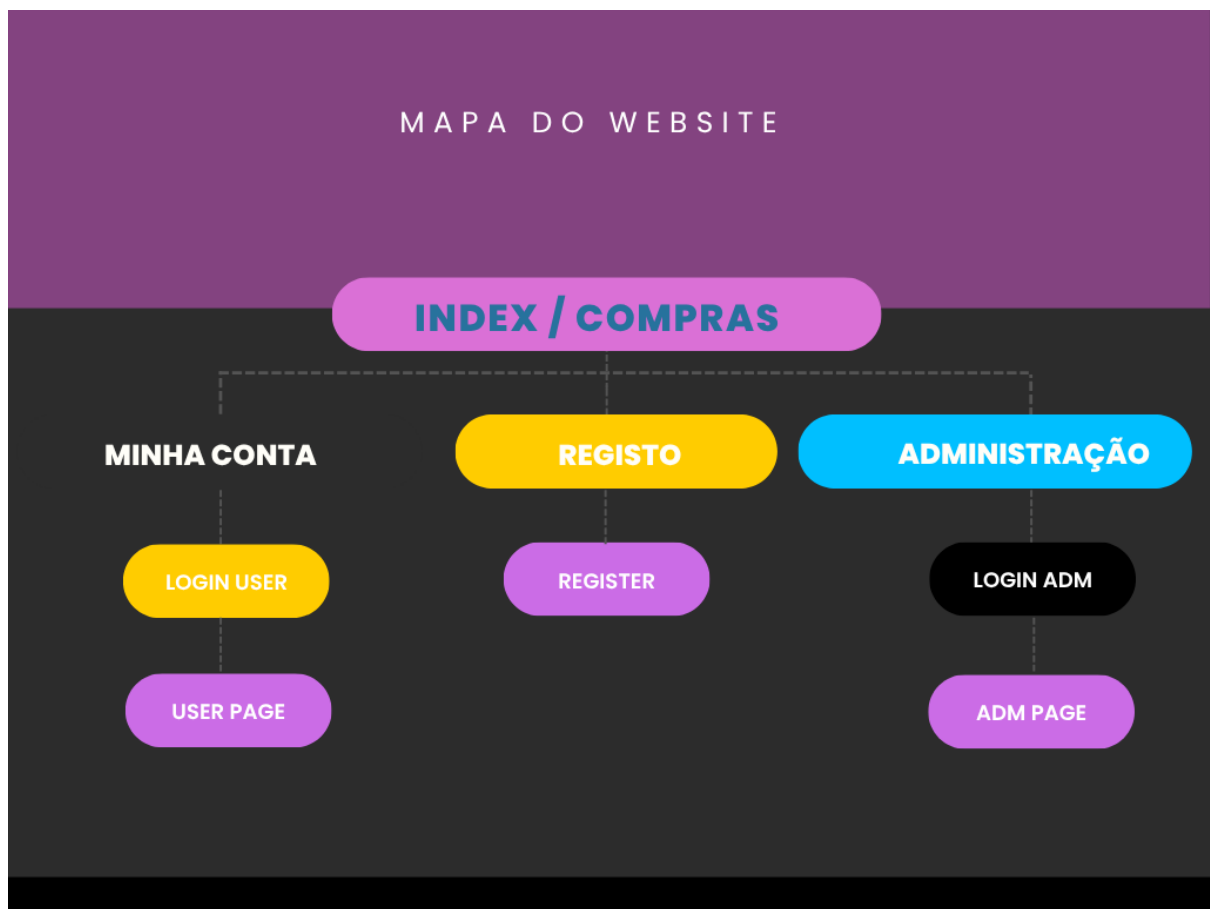 MAPA DO WEBSITE
INDEX / COMPRAS
MINHA CONTA
REGISTO
ADMINISTRAÇÃO
LOGIN USER
REGISTER
LOGIN ADM
USER PAGE
ADM PAGE